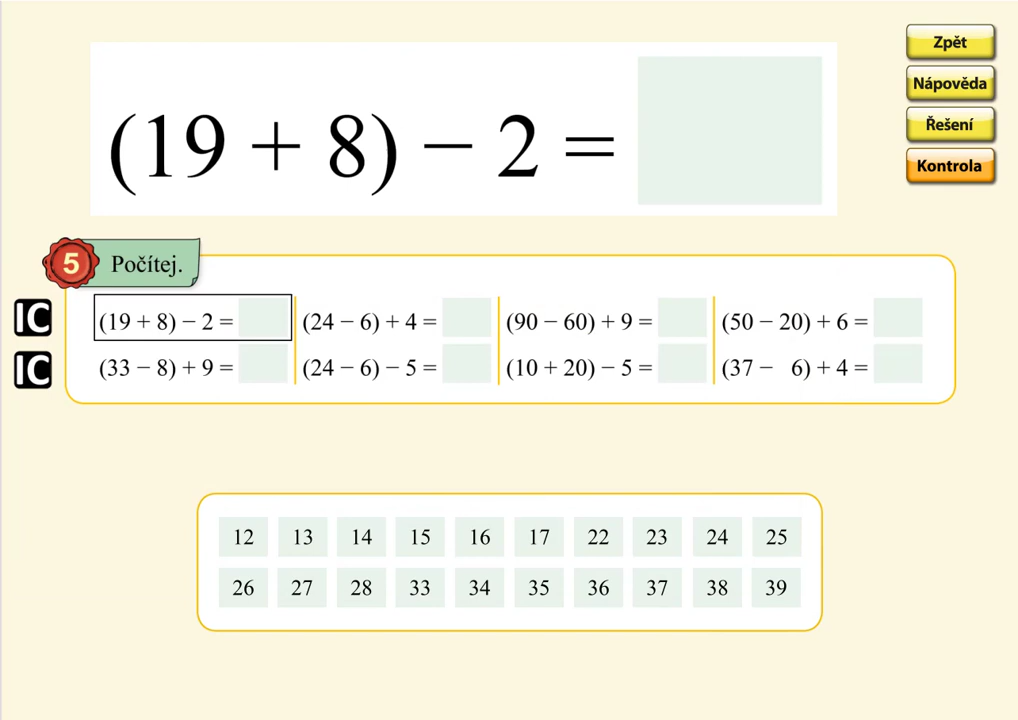 Zpět
(19 + 8) − 2 =
Nápověda
Řešení
Kontrola
5 Počítej.
IC (19 + 8) − 2 = (24 − 6) + 4 = (90 − 60) + 9 = (50 − 20) + 6 =
IC (33 − 8) + 9 = (24 − 6) − 5 = (10 + 20) − 5 = (37 − 6) + 4 =
12 13 14 15 16 17 22 23 24 25
26 27 28 33 34 35 36 37 38 39